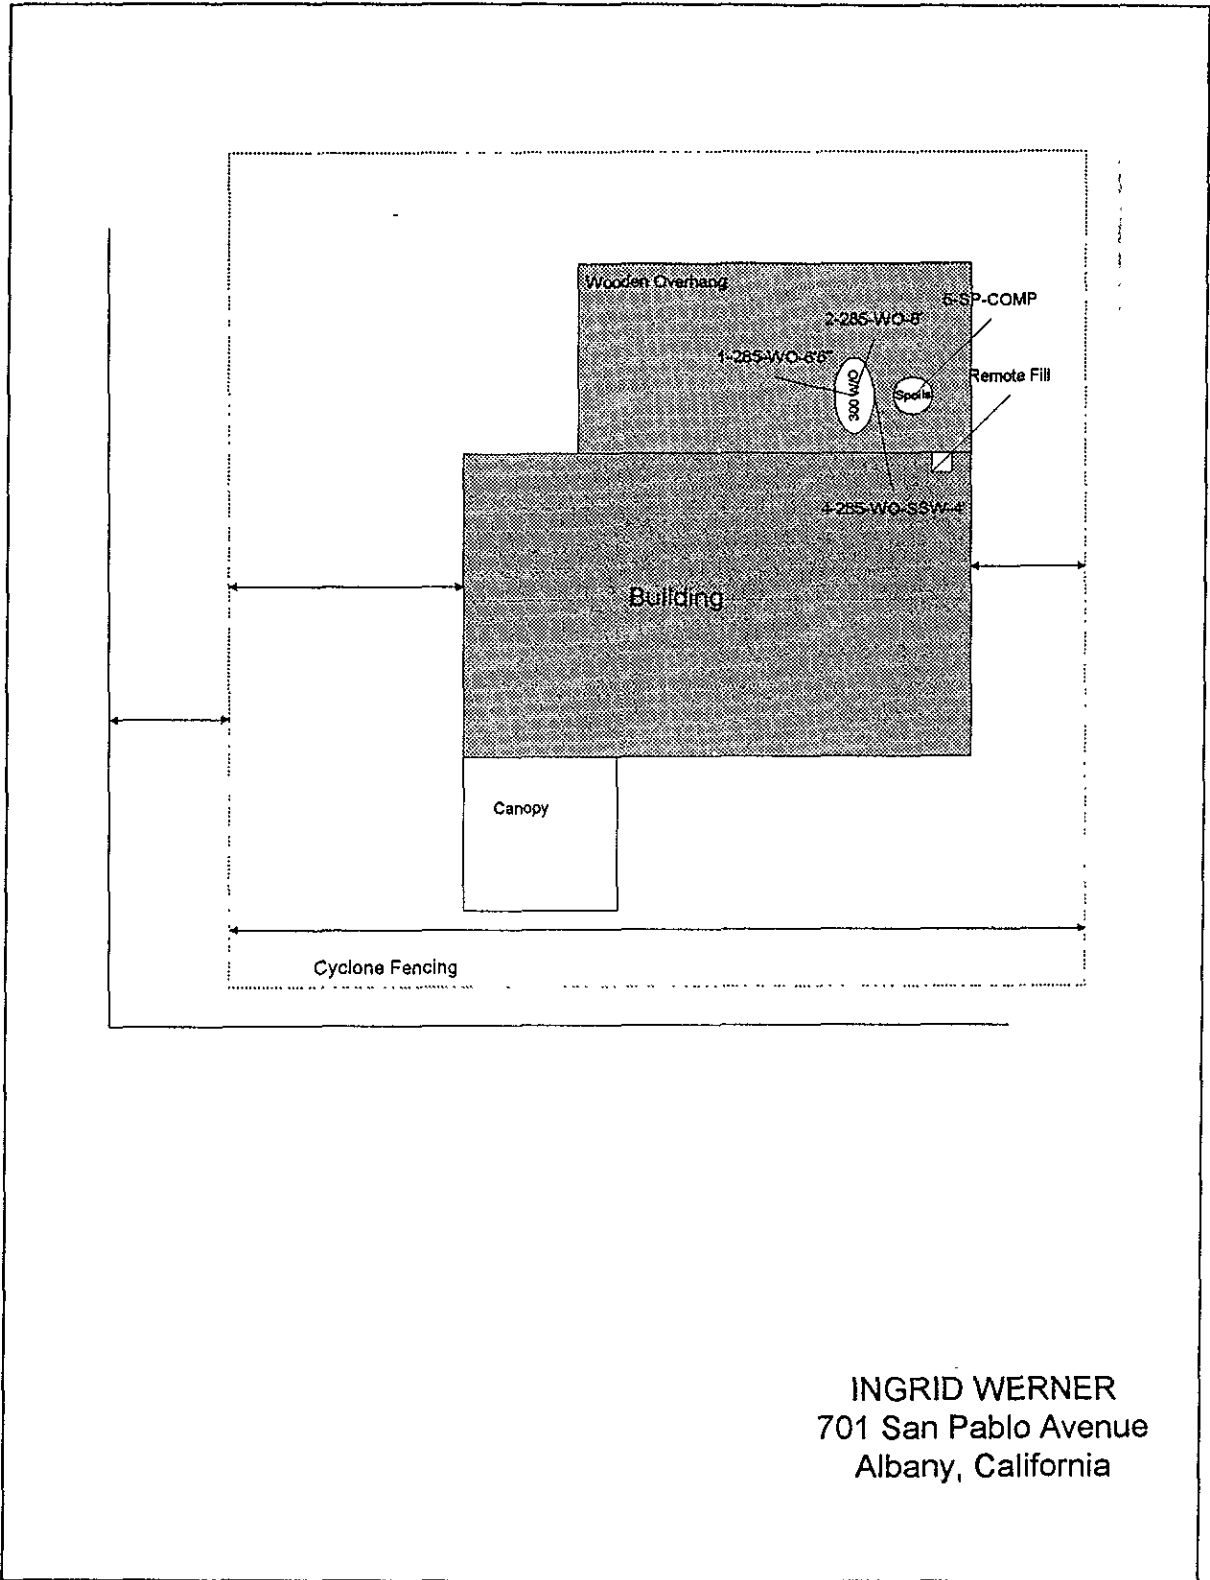 Wooden Overhang
5-SP-COMP
2-285-WO-8'
1-285-WO-6'6"
Remote Fill
300 W/O
Spoils
4-285-WO-SSW-4'
Building
Canopy
Cyclone Fencing
INGRID WERNER
701 San Pablo Avenue
Albany, California